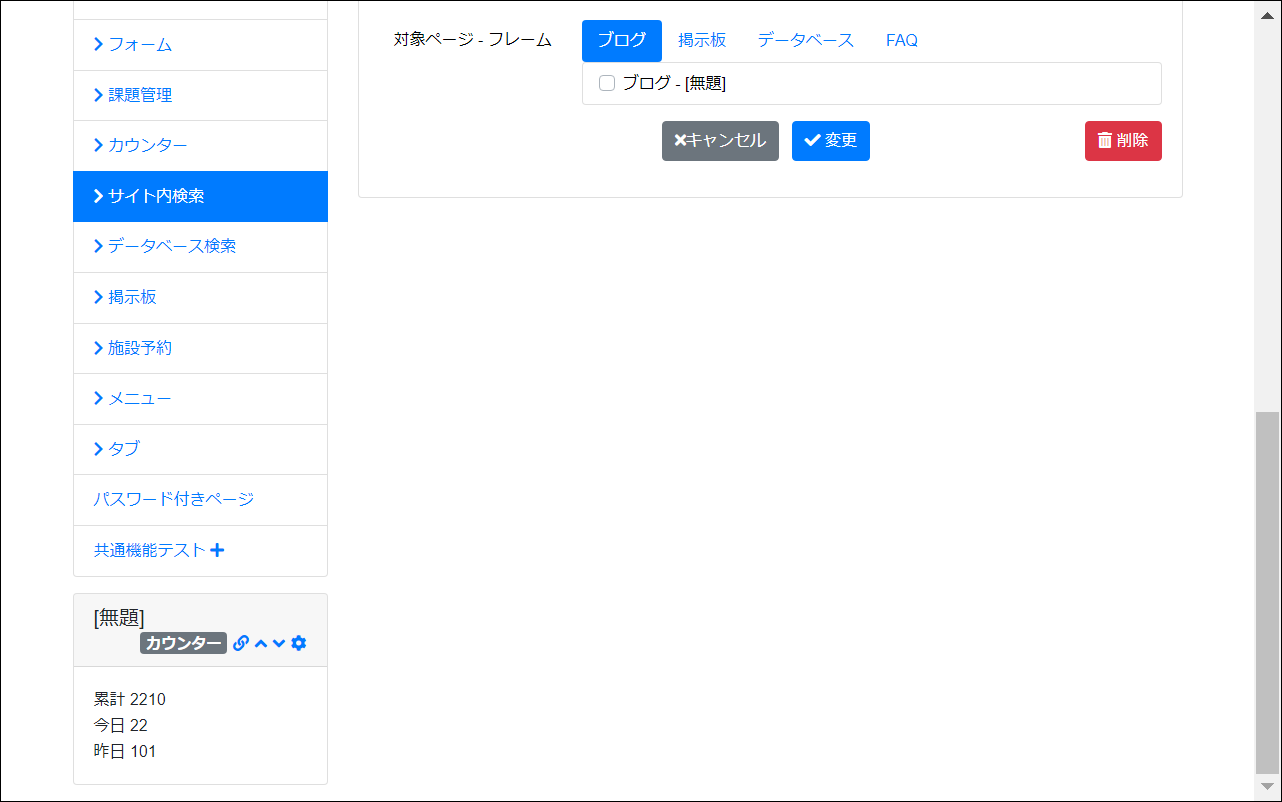 フォーム
課題管理
カウンター
サイト内検索
データベース検索
掲示板
施設予約
メニュー
タブ
パスワード付きページ
共通機能テスト
[無題]
カウンター
累計 2210
今日 22
昨日 101
対象ページ - フレーム
ブログ 掲示板 データベース FAQ
ブログ - [無題]
キャンセル 変更 削除